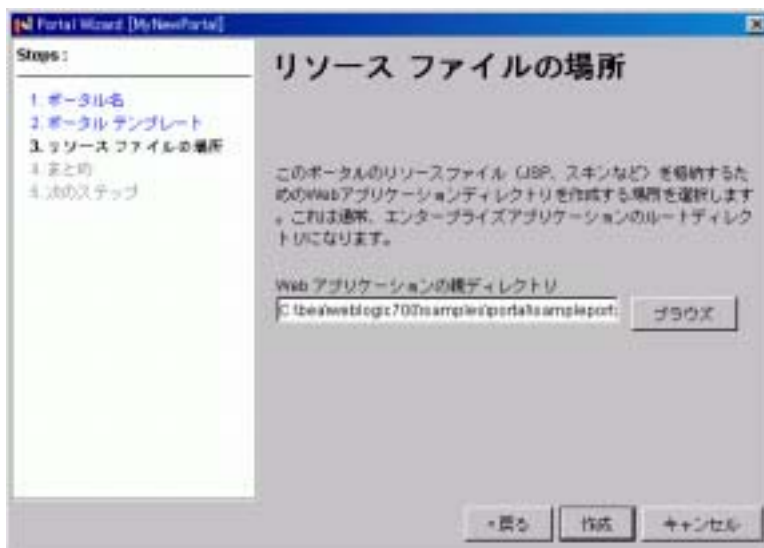 Portal Wizard [MyNewPortal]
Steps:
1. ポータル名
2. ポータル テンプレート
3. リソース ファイルの場所
4. まとめ
5. 次のステップ
リソース ファイルの場所
このポータルのリソースファイル (JSP、スキンなど) を格納するた
めのWebアプリケーションディレクトリを作成する場所を選択します
。これは通常、エンタープライズアプリケーションのルートディレク
トリになります。
Web アプリケーションの親ディレクトリ
C:\bea\weblogic700\samples\portal\sampleport
ブラウズ
<戻る
作成
キャンセル